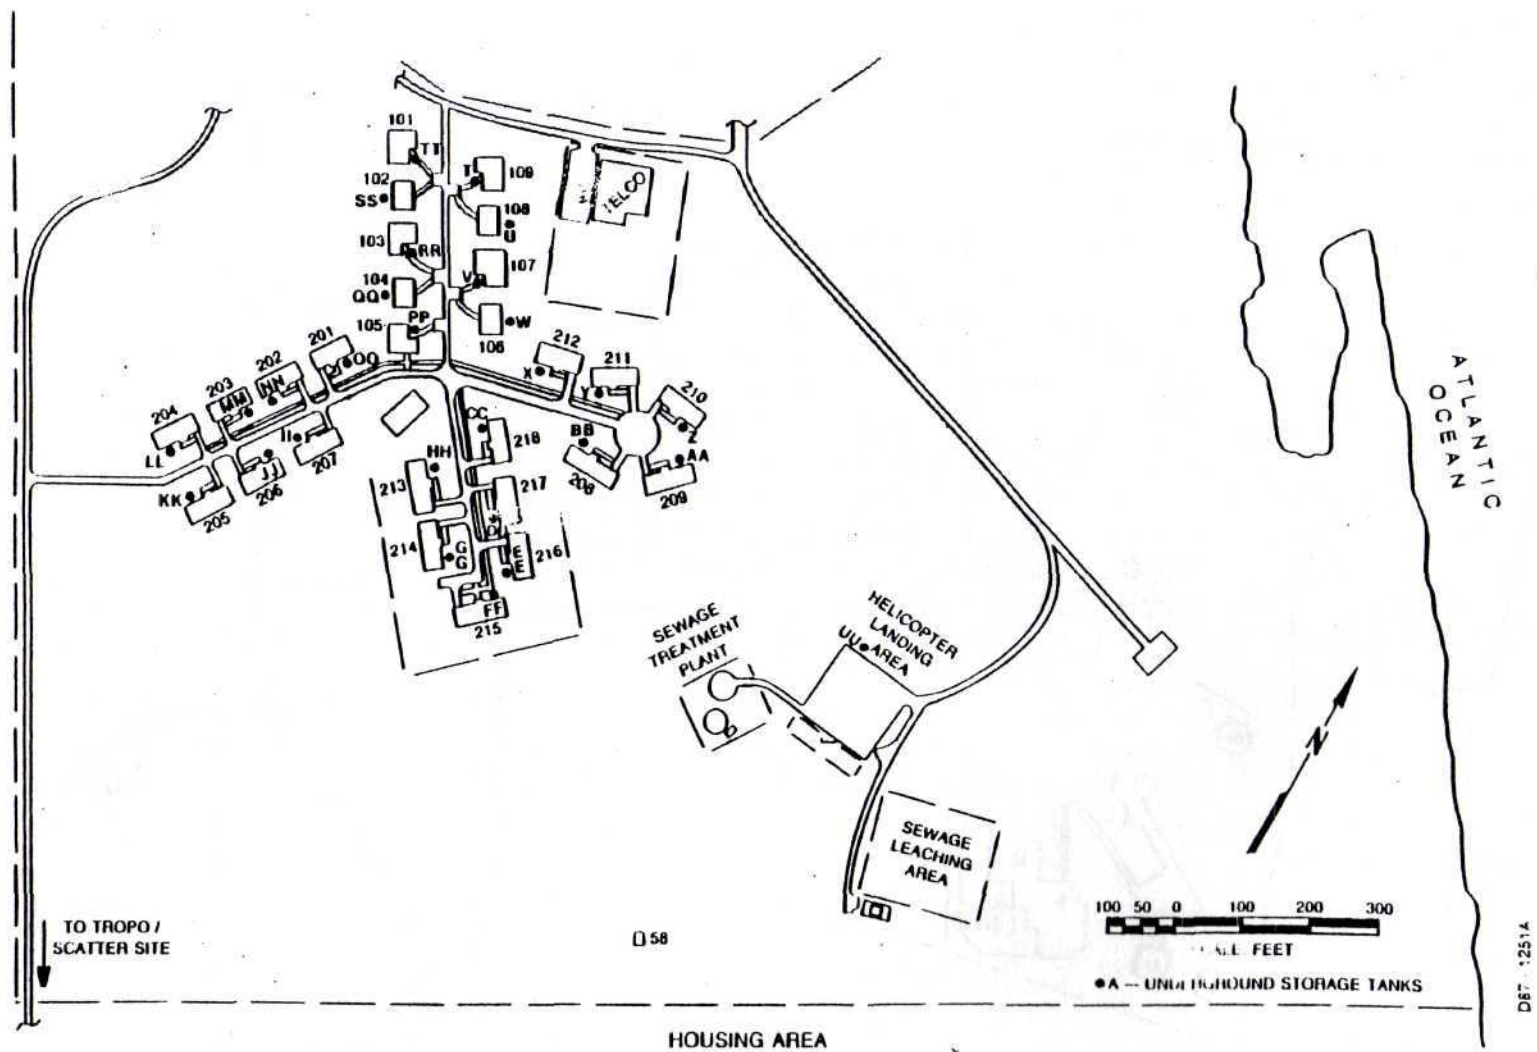 101
TT
102
SS
T
109
108
U
103
RR
107
V
104
QQ
PP
105
W
106
TELCO
201
OO
202
NN
203
MM
204
LL
II
207
JJ
206
KK
205
212
X
211
Y
210
Z
AA
209
BB
208
CC
218
HH
213
217
D
214
G
G
E
E
216
FF
215
ATLANTIC
OCEAN
SEWAGE
TREATMENT
PLANT
HELICOPTER
LANDING
AREA
UU
SEWAGE
LEACHING
AREA
N
TO TROPO /
SCATTER SITE
58
100 50 0 100 200 300
FEET
A — UNDERGROUND STORAGE TANKS
HOUSING AREA
D87 - 1251A